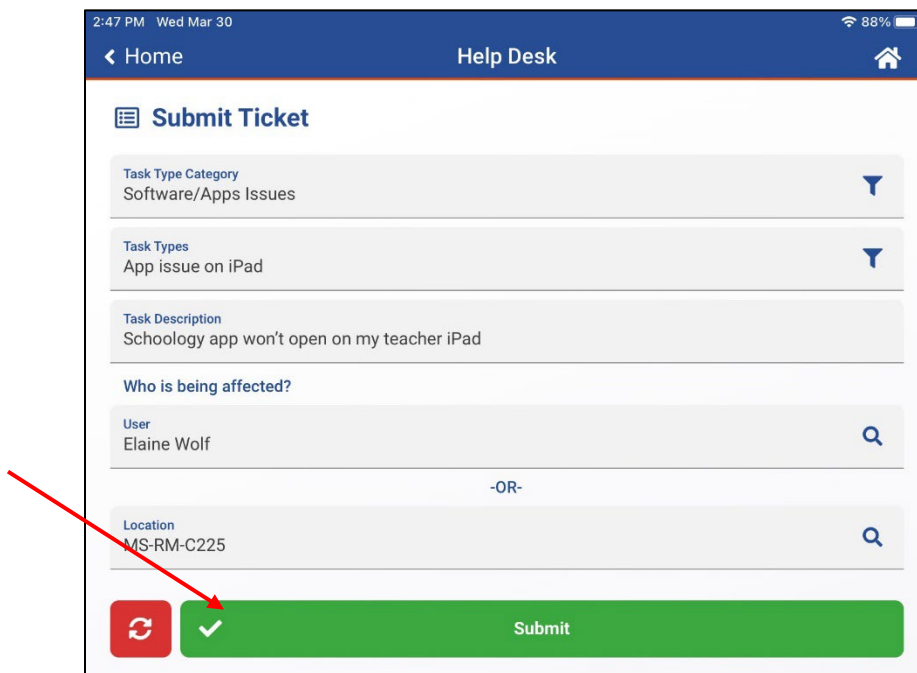 2:47 PM Wed Mar 30 88%
Home Help Desk
Submit Ticket
Task Type Category
Software/Apps Issues
Task Types
App issue on iPad
Task Description
Schoology app won't open on my teacher iPad
Who is being affected?
User
Elaine Wolf
-OR-
Location
MS-RM-C225
Submit